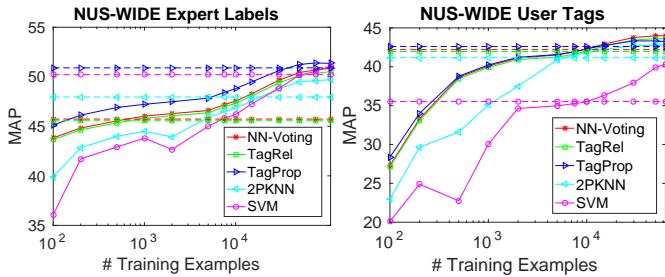 NUS-WIDE Expert Labels
MAP
55
50
45
40
35
NN-Voting
TagRel
TagProp
2PKNN
SVM
10^2
10^3
10^4
# Training Examples
NUS-WIDE User Tags
MAP
45
40
35
30
25
20
NN-Voting
TagRel
TagProp
2PKNN
SVM
10^2
10^3
10^4
# Training Examples